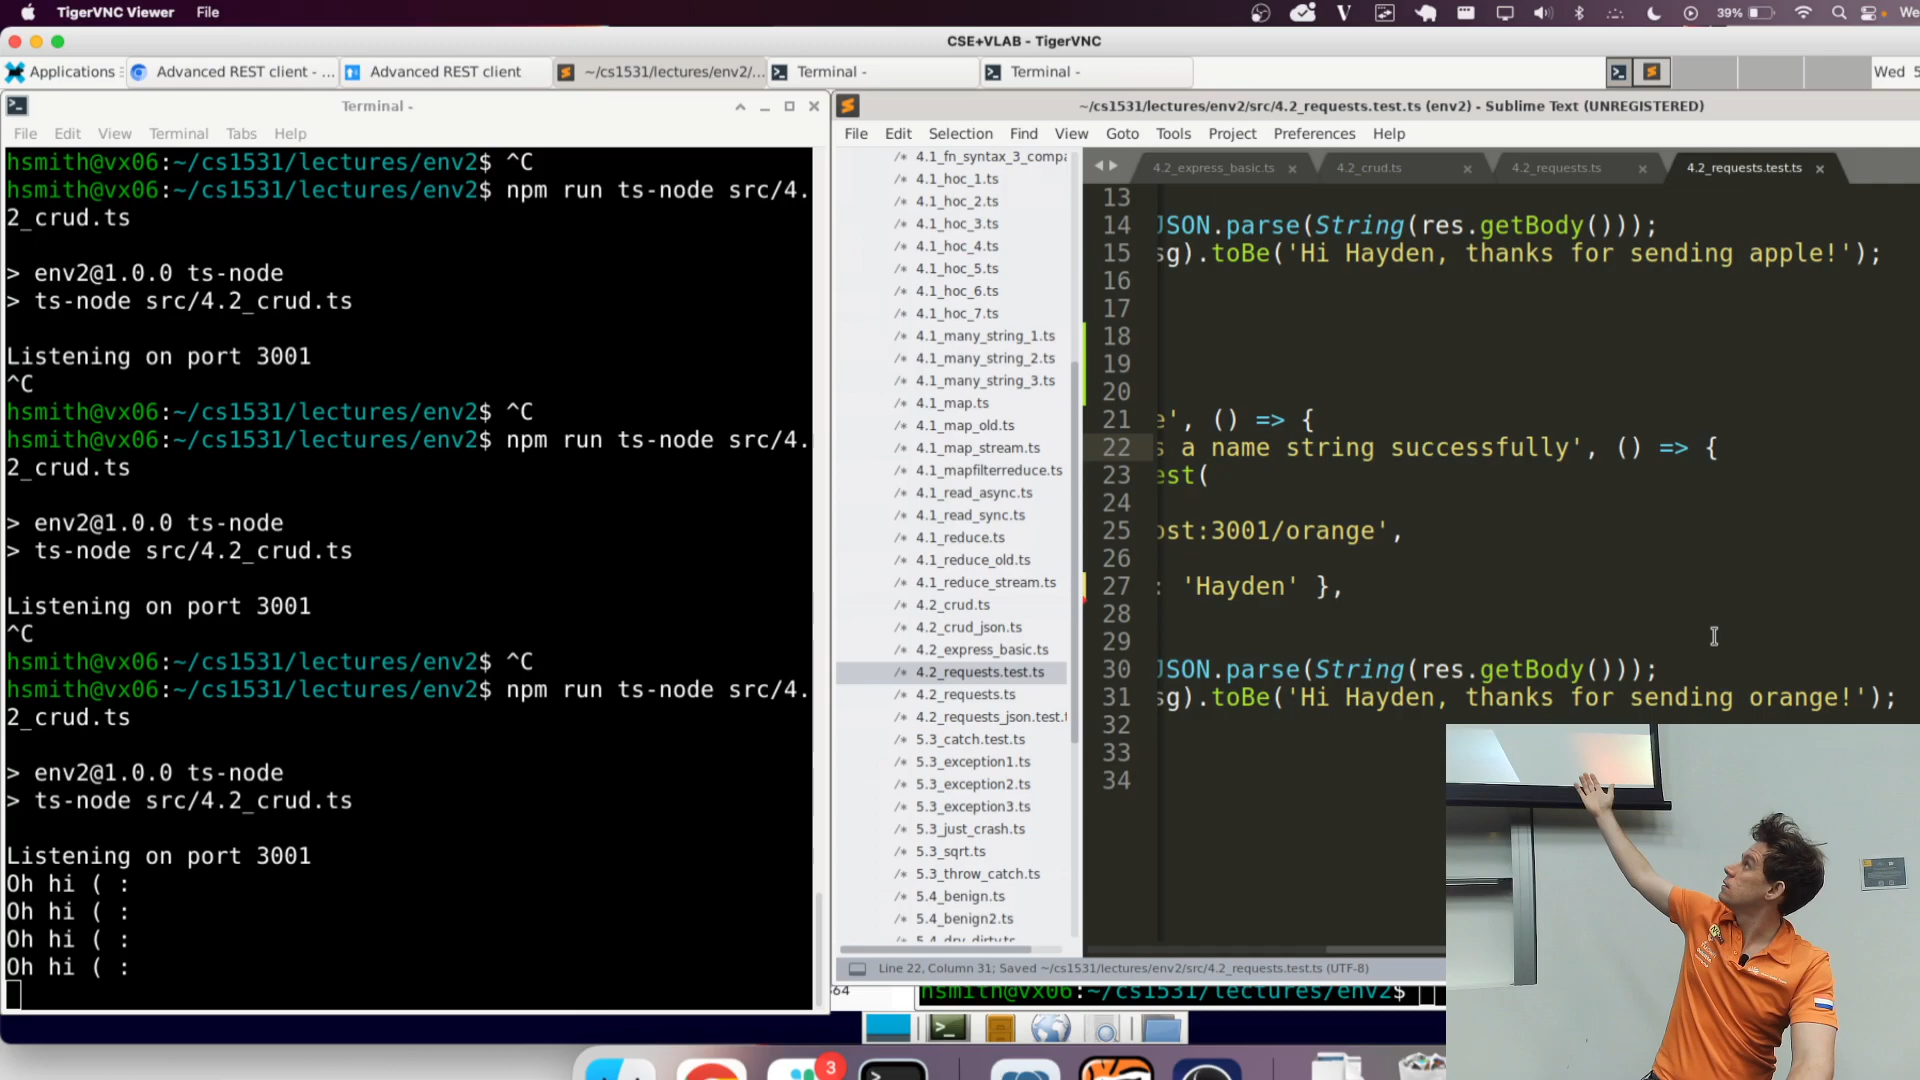 TigerVNC Viewer File
39%
We
CSE+VLAB - TigerVNC
Applications
Advanced REST client - ...
Advanced REST client
~/cs1531/lectures/env2/...
Terminal -
Terminal -
Wed 5
Terminal -
File Edit View Terminal Tabs Help
hsmith@vx06:~/cs1531/lectures/env2$ ^C
hsmith@vx06:~/cs1531/lectures/env2$ npm run ts-node src/4.
2_crud.ts
> env2@1.0.0 ts-node
> ts-node src/4.2_crud.ts
Listening on port 3001
^C
hsmith@vx06:~/cs1531/lectures/env2$ ^C
hsmith@vx06:~/cs1531/lectures/env2$ npm run ts-node src/4.
2_crud.ts
> env2@1.0.0 ts-node
> ts-node src/4.2_crud.ts
Listening on port 3001
^C
hsmith@vx06:~/cs1531/lectures/env2$ ^C
hsmith@vx06:~/cs1531/lectures/env2$ npm run ts-node src/4.
2_crud.ts
> env2@1.0.0 ts-node
> ts-node src/4.2_crud.ts
Listening on port 3001
Oh hi ( :
Oh hi ( :
Oh hi ( :
Oh hi ( :
~/cs1531/lectures/env2/src/4.2_requests.test.ts (env2) - Sublime Text (UNREGISTERED)
File Edit Selection Find View Goto Tools Project Preferences Help
/* 4.1_fn_syntax_3_compa
/* 4.1_hoc_1.ts
/* 4.1_hoc_2.ts
/* 4.1_hoc_3.ts
/* 4.1_hoc_4.ts
/* 4.1_hoc_5.ts
/* 4.1_hoc_6.ts
/* 4.1_hoc_7.ts
/* 4.1_many_string_1.ts
/* 4.1_many_string_2.ts
/* 4.1_many_string_3.ts
/* 4.1_map.ts
/* 4.1_map_old.ts
/* 4.1_map_stream.ts
/* 4.1_mapfilterreduce.ts
/* 4.1_read_async.ts
/* 4.1_read_sync.ts
/* 4.1_reduce.ts
/* 4.1_reduce_old.ts
/* 4.1_reduce_stream.ts
/* 4.2_crud.ts
/* 4.2_crud_json.ts
/* 4.2_express_basic.ts
/* 4.2_requests.test.ts
/* 4.2_requests.ts
/* 4.2_requests_json.test.t
/* 5.3_catch.test.ts
/* 5.3_exception1.ts
/* 5.3_exception2.ts
/* 5.3_exception3.ts
/* 5.3_just_crash.ts
/* 5.3_sqrt.ts
/* 5.3_throw_catch.ts
/* 5.4_benign.ts
/* 5.4_benign2.ts
/* 5.4_dry_dirty.ts
4.2_express_basic.ts
4.2_crud.ts
4.2_requests.ts
4.2_requests.test.ts
13
14 JSON.parse(String(res.getBody()));
15 sg).toBe('Hi Hayden, thanks for sending apple!');
16
17
18
19
20
21 e', () => {
22 s a name string successfully', () => {
23 est(
24
25 ost:3001/orange',
26
27 : 'Hayden' },
28
29
30 JSON.parse(String(res.getBody()));
31 sg).toBe('Hi Hayden, thanks for sending orange!');
32
33
34
Line 22, Column 31; Saved ~/cs1531/lectures/env2/src/4.2_requests.test.ts (UTF-8)
64
hsmith@vx06:~/cs1531/lectures/env2$
3